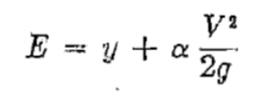 E = y + α V²/2g